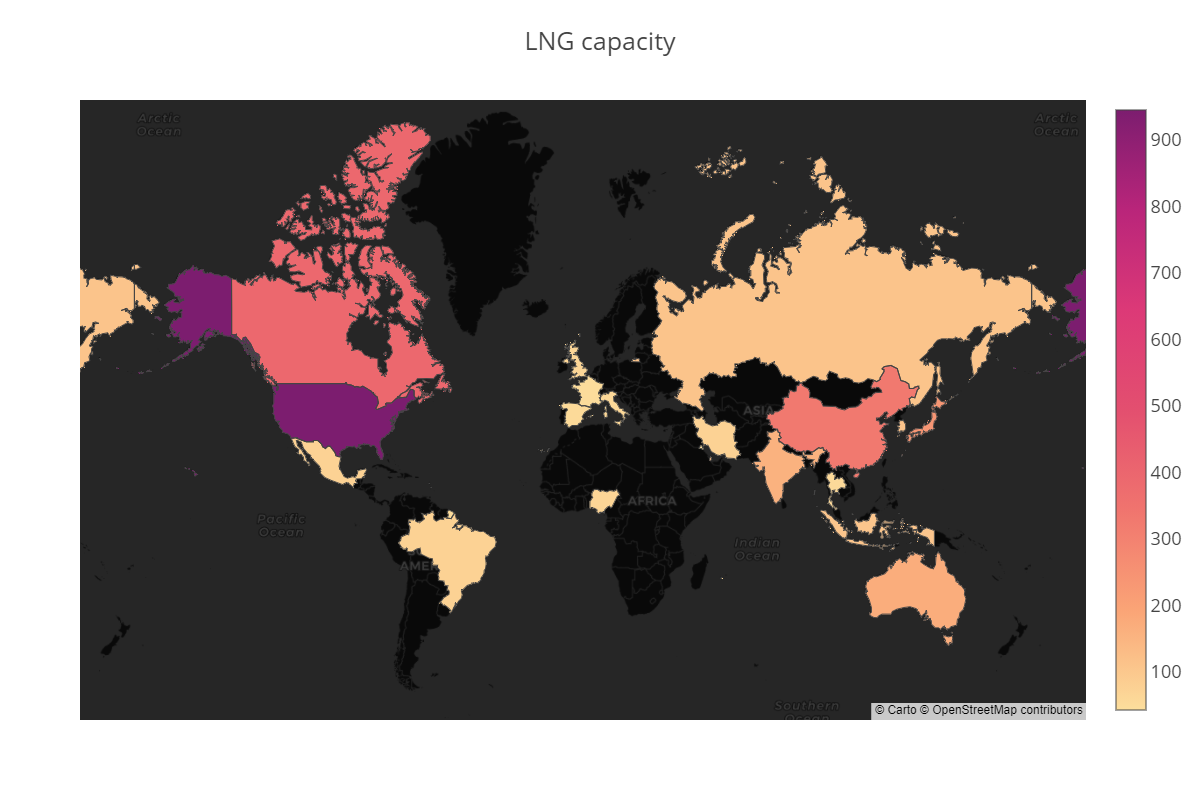 LNG capacity
Arctic
Ocean
Arctic
Ocean
ASIA
AFRICA
Pacific
Ocean
Indian
Ocean
AMER
Southern
Ocean
© Carto © OpenStreetMap contributors
900
800
700
600
500
400
300
200
100